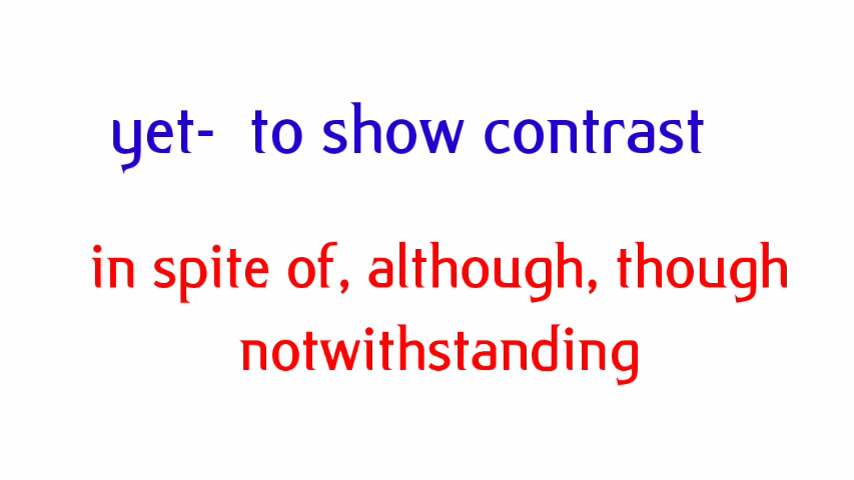 yet- to show contrast
in spite of, although, though
notwithstanding